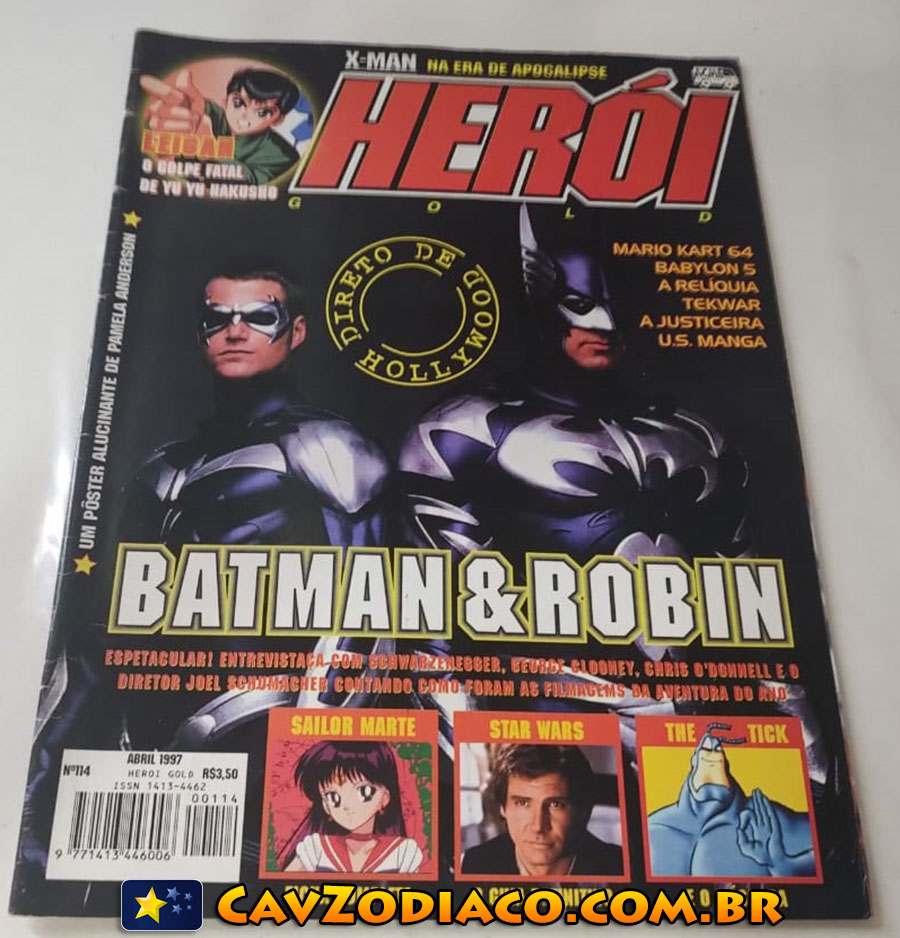 X-MAN NA ERA DE APOCALIPSE
HERÓI
GOLD
LEIGAN
O GOLPE FATAL
DE YU YU HAKUSHO
UM PÔSTER ALUCINANTE DE PAMELA ANDERSON
DIRETO DE HOLLYWOOD
MARIO KART 64
BABYLON 5
A RELÍQUIA
TEKWAR
A JUSTICEIRA
U.S. MANGA
BATMAN & ROBIN
ESPETACULAR! ENTREVISTAÇA COM SCHWARZENEGGER, GEORGE CLOONEY, CHRIS O'DONNELL E O
DIRETOR JOEL SCHUMACHER CONTANDO COMO FORAM AS FILMAGENS DA AVENTURA DO ANO
SAILOR MARTE
STAR WARS
THE TICK
ABRIL 1997
Nº114 HEROI GOLD R$3,50
ISSN 1413-4462
00114
9 771413 446006
CAVZODIACO.COM.BR